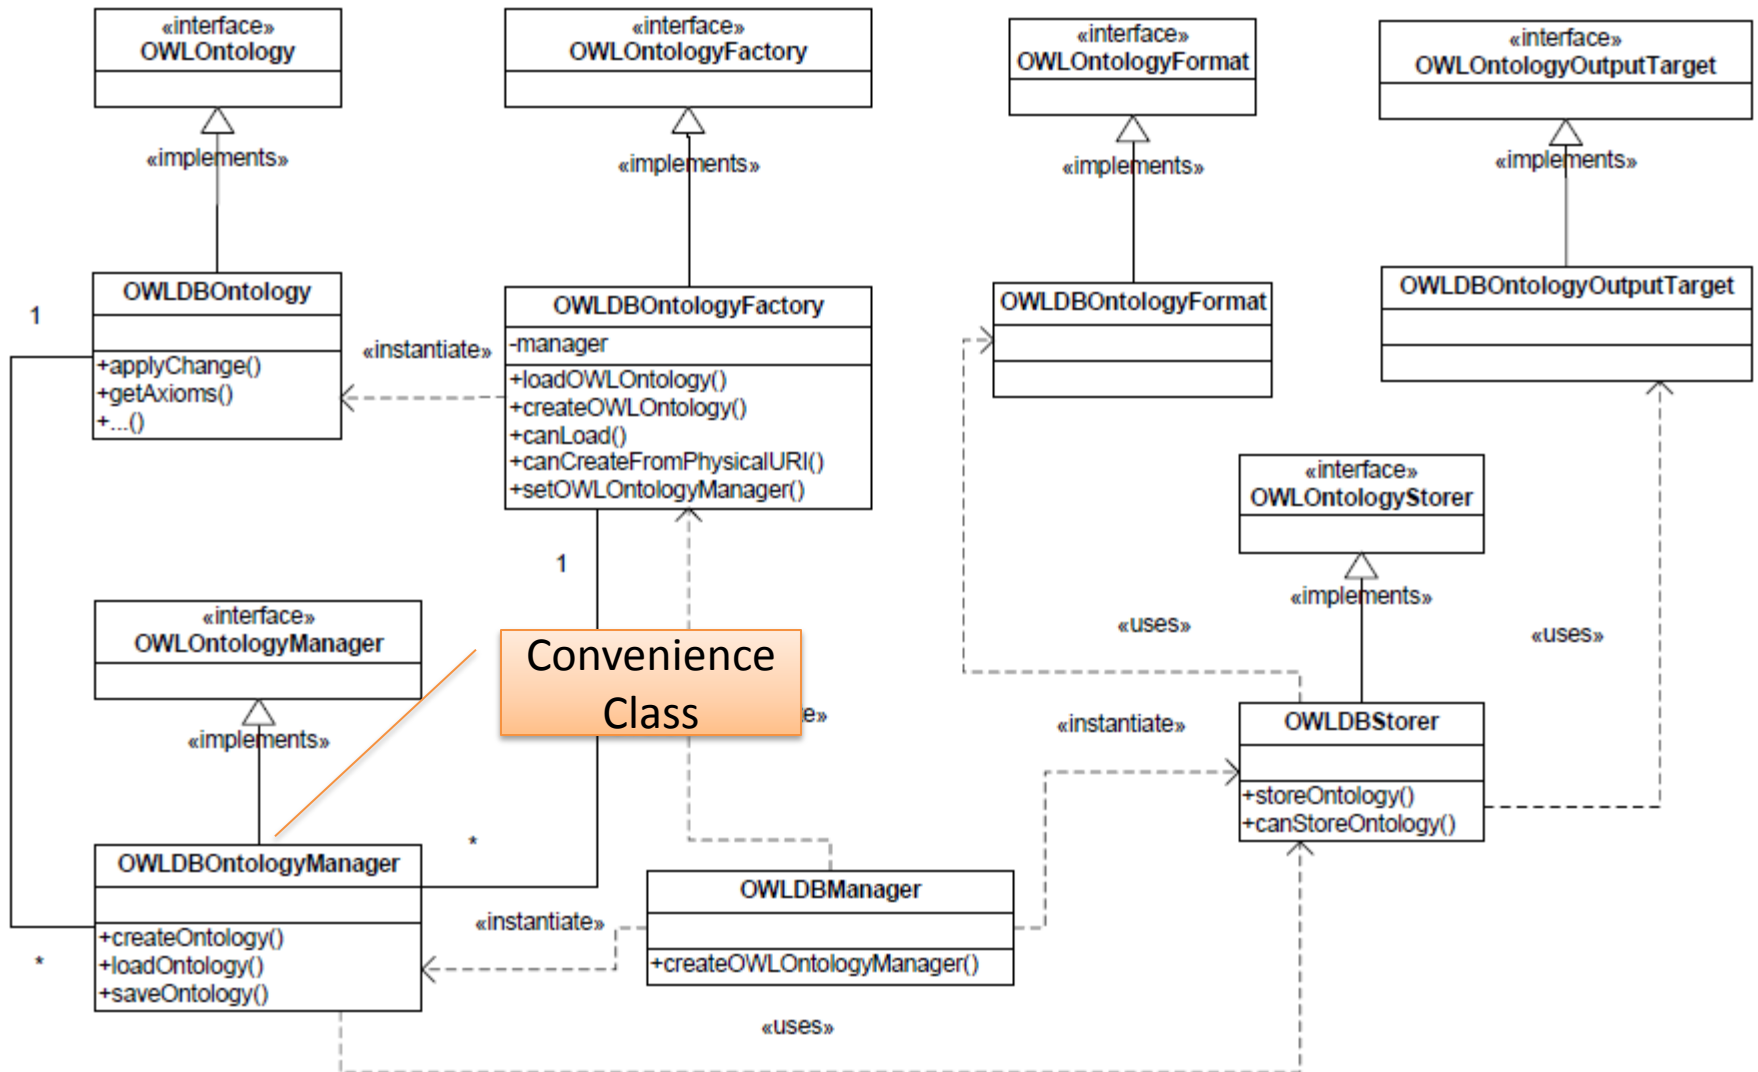 «interface»
OWLOntology
«interface»
OWLOntologyFactory
«interface»
OWLOntologyFormat
«interface»
OWLOntologyOutputTarget
«implements»
«implements»
«implements»
«implements»
OWLDBOntology
+applyChange()
+getAxioms()
+...()
1
«instantiate»
OWLDBOntologyFactory
-manager
+loadOWLOntology()
+createOWLOntology()
+canLoad()
+canCreateFromPhysicalURI()
+setOWLOntologyManager()
OWLDBOntologyFormat
OWLDBOntologyOutputTarget
«interface»
OWLOntologyStorer
«implements»
1
«interface»
OWLOntologyManager
«implements»
Convenience
Class
e»
«uses»
«uses»
«instantiate»
OWLDBStorer
+storeOntology()
+canStoreOntology()
*
OWLDBOntologyManager
+createOntology()
+loadOntology()
+saveOntology()
*
«instantiate»
OWLDBManager
+createOWLOntologyManager()
«uses»